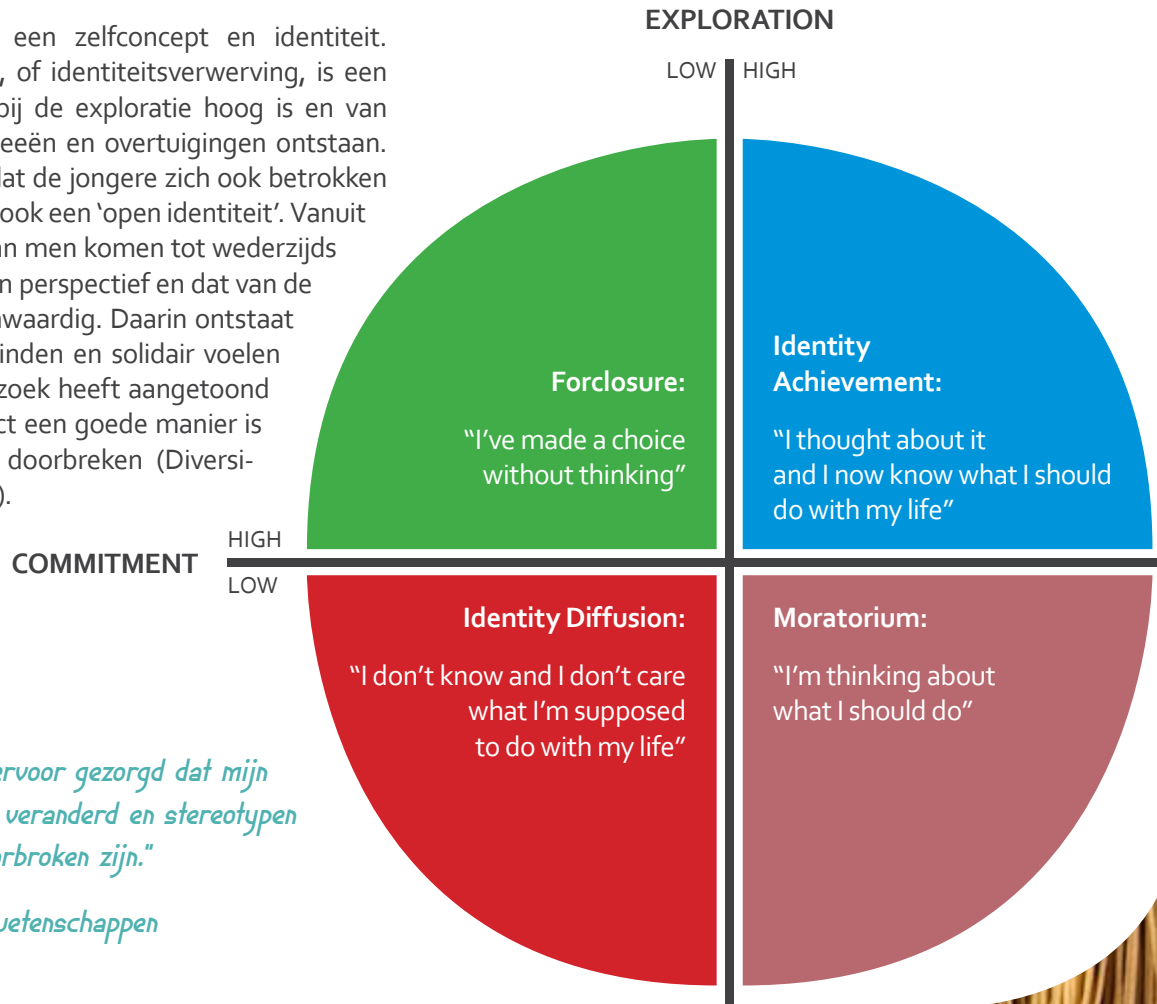 een zelfconcept en identiteit.
, of identiteitsverwerving, is een
bij de exploratie hoog is en van
eeën en overtuigingen ontstaan.
dat de jongere zich ook betrokken
ook een ‘open identiteit’. Vanuit
an men komen tot wederzijds
n perspectief en dat van de
waardig. Daarin ontstaat
inden en solidair voelen
zoek heeft aangetoond
ct een goede manier is
doorbreken (Diversi-
).
EXPLORATION
LOW HIGH
Forclosure:
“I’ve made a choice
without thinking”
Identity
Achievement:
“I thought about it
and I now know what I should
do with my life”
COMMITMENT
HIGH
LOW
Identity Diffusion:
“I don’t know and I don’t care
what I’m supposed
to do with my life”
Moratorium:
“I’m thinking about
what I should do”
ervoor gezorgd dat mijn
veranderd en stereotypen
rbroken zijn."
wetenschappen